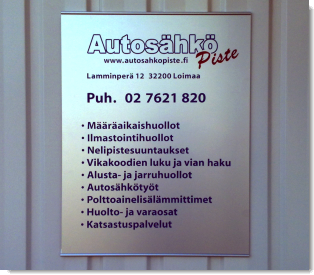 Autosähkö
Piste
www.autosahkopiste.fi
Lamminperä 12 32200 Loimaa
Puh. 02 7621 820
• Määräaikaishuollot
• Ilmastointihuollot
• Nelipistesuuntaukset
• Vikakoodien luku ja vian haku
• Alusta- ja jarruhuollot
• Autosähkötyöt
• Polttoainelisälämmittimet
• Huolto- ja varaosat
• Katsastuspalvelut